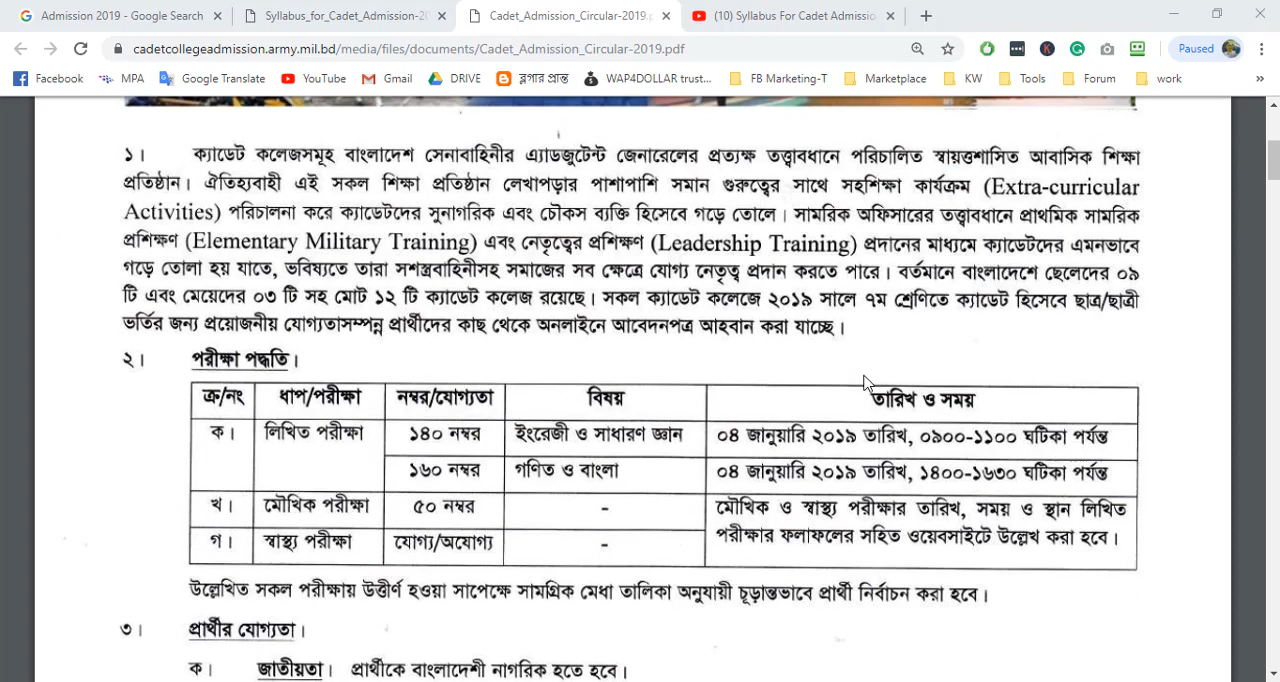 Admission 2019 - Google Search
Syllabus_for_Cadet_Admission-20
Cadet_Admission_Circular-2019.p
(10) Syllabus For Cadet Admissio
cadetcollegeadmission.army.mil.bd/media/files/documents/Cadet_Admission_Circular-2019.pdf
Paused
Facebook MPA Google Translate YouTube Gmail DRIVE ব্লগার প্রান্ত WAP4DOLLAR trust... FB Marketing-T Marketplace KW Tools Forum work »
১। ক্যাডেট কলেজসমূহ বাংলাদেশ সেনাবাহিনীর এ্যাডজুটেন্ট জেনারেলের প্রত্যক্ষ তত্ত্বাবধানে পরিচালিত স্বায়ত্তশাসিত আবাসিক শিক্ষা
প্রতিষ্ঠান। ঐতিহ্যবাহী এই সকল শিক্ষা প্রতিষ্ঠান লেখাপড়ার পাশাপাশি সমান গুরুত্বের সাথে সহশিক্ষা কার্যক্রম (Extra-curricular
Activities) পরিচালনা করে ক্যাডেটদের সুনাগরিক এবং চৌকস ব্যক্তি হিসেবে গড়ে তোলে। সামরিক অফিসারের তত্ত্বাবধানে প্রাথমিক সামরিক
প্রশিক্ষণ (Elementary Military Training) এবং নেতৃত্বের প্রশিক্ষণ (Leadership Training) প্রদানের মাধ্যমে ক্যাডেটদের এমনভাবে
গড়ে তোলা হয় যাতে, ভবিষ্যতে তারা সশস্ত্রবাহিনীসহ সমাজের সব ক্ষেত্রে যোগ্য নেতৃত্ব প্রদান করতে পারে। বর্তমানে বাংলাদেশে ছেলেদের ০৯
টি এবং মেয়েদের ০৩ টি সহ মোট ১২ টি ক্যাডেট কলেজ রয়েছে। সকল ক্যাডেট কলেজে ২০১৯ সালে ৭ম শ্রেণিতে ক্যাডেট হিসেবে ছাত্র/ছাত্রী
ভর্তির জন্য প্রয়োজনীয় যোগ্যতাসম্পন্ন প্রার্থীদের কাছ থেকে অনলাইনে আবেদনপত্র আহবান করা যাচ্ছে।
২। পরীক্ষা পদ্ধতি।
ক্র/নং ধাপ/পরীক্ষা নম্বর/যোগ্যতা বিষয় তারিখ ও সময়
ক। লিখিত পরীক্ষা ১৪০ নম্বর ইংরেজী ও সাধারণ জ্ঞান ০৪ জানুয়ারি ২০১৯ তারিখ, ০৯০০-১১০০ ঘটিকা পর্যন্ত
১৬০ নম্বর গণিত ও বাংলা ০৪ জানুয়ারি ২০১৯ তারিখ, ১৪০০-১৬৩০ ঘটিকা পর্যন্ত
খ। মৌখিক পরীক্ষা ৫০ নম্বর - মৌখিক ও স্বাস্থ্য পরীক্ষার তারিখ, সময় ও স্থান লিখিত
গ। স্বাস্থ্য পরীক্ষা যোগ্য/অযোগ্য - পরীক্ষার ফলাফলের সহিত ওয়েবসাইটে উল্লেখ করা হবে।
উল্লেখিত সকল পরীক্ষায় উত্তীর্ণ হওয়া সাপেক্ষে সামগ্রিক মেধা তালিকা অনুযায়ী চূড়ান্তভাবে প্রার্থী নির্বাচন করা হবে।
৩। প্রার্থীর যোগ্যতা।
ক। জাতীয়তা। প্রার্থীকে বাংলাদেশী নাগরিক হতে হবে।